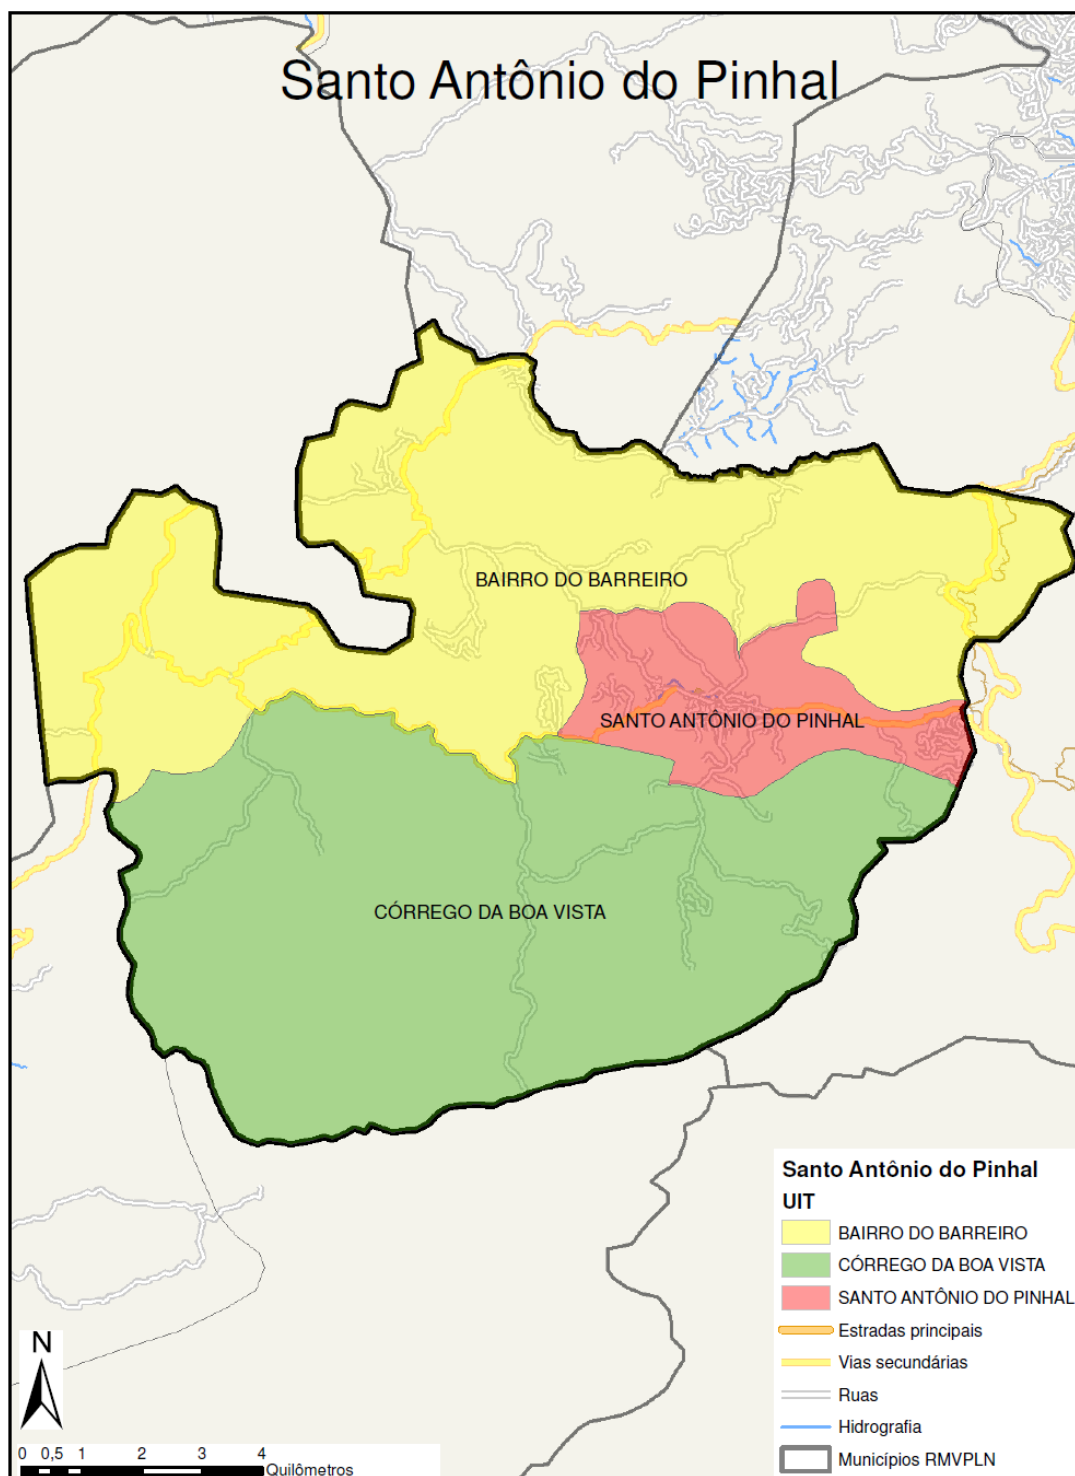 Santo Antônio do Pinhal
BAIRRO DO BARREIRO
SANTO ANTÔNIO DO PINHAL
CÓRREGO DA BOA VISTA
Santo Antônio do Pinhal
UIT
BAIRRO DO BARREIRO
CÓRREGO DA BOA VISTA
SANTO ANTÔNIO DO PINHAL
Estradas principais
Vias secundárias
Ruas
Hidrografia
Municípios RMVPLN
N
0 0,5 1 2 3 4
Quilômetros